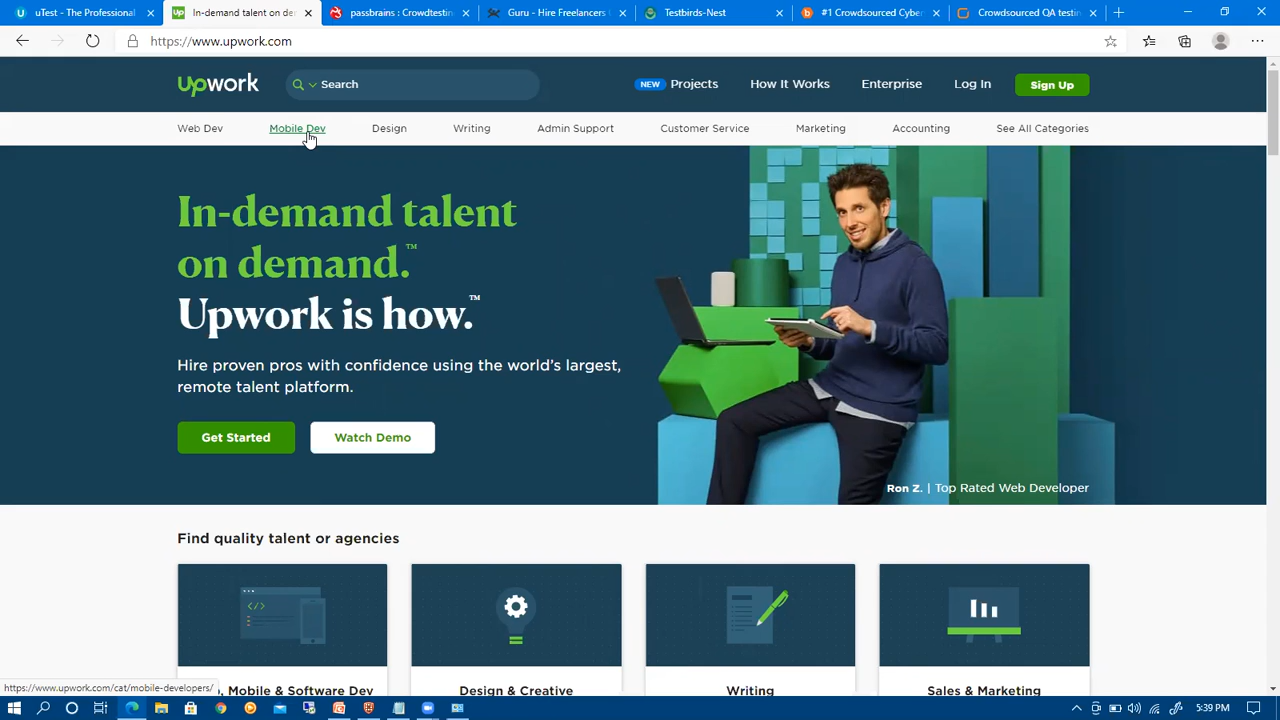 uTest - The Professional
In-demand talent on de
passbrains : Crowdtesting
Guru - Hire Freelancers
Testbirds-Nest
#1 Crowdsourced Cyber
Crowdsourced QA testin
https://www.upwork.com
upwork
Search
NEW Projects
How It Works
Enterprise
Log In
Sign Up
Web Dev
Mobile Dev
Design
Writing
Admin Support
Customer Service
Marketing
Accounting
See All Categories
In-demand talent
on demand.™
Upwork is how.™
Hire proven pros with confidence using the world's largest,
remote talent platform.
Get Started
Watch Demo
Ron Z. | Top Rated Web Developer
Find quality talent or agencies
</>
, Mobile & Software Dev
Design & Creative
Writing
Sales & Marketing
https://www.upwork.com/cat/mobile-developers/
5:39 PM